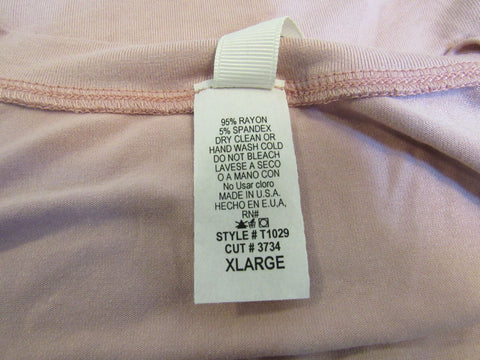 95% RAYON
5% SPANDEX
DRY CLEAN OR
HAND WASH COLD
DO NOT BLEACH
LAVESE A SECO
O A MANO CON
No Usar cloro
MADE IN U.S.A.
HECHO EN E.U,A,
RN#
STYLE # T1029
CUT # 3734
XLARGE